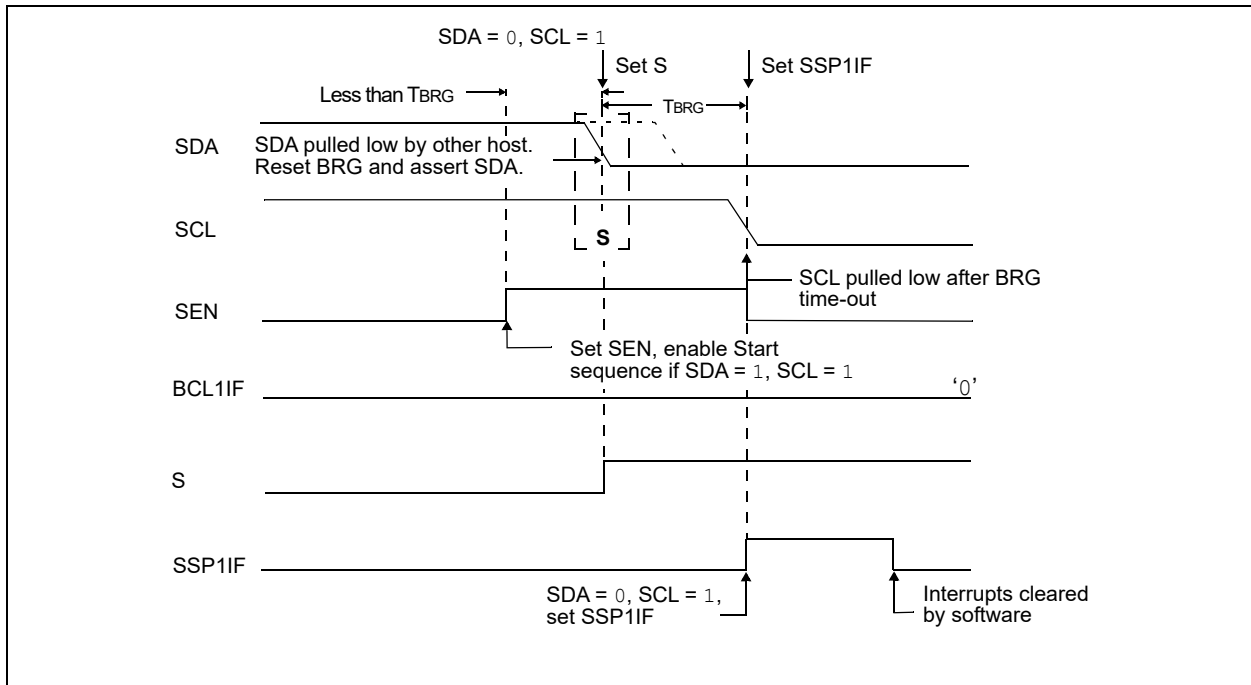 SDA = 0, SCL = 1
Set S
Set SSP1IF
Less than TBRG
TBRG
SDA
SDA pulled low by other host.
Reset BRG and assert SDA.
SCL
S
SCL pulled low after BRG
time-out
SEN
Set SEN, enable Start
sequence if SDA = 1, SCL = 1
BCL1IF
‘0’
S
SSP1IF
SDA = 0, SCL = 1,
set SSP1IF
Interrupts cleared
by software